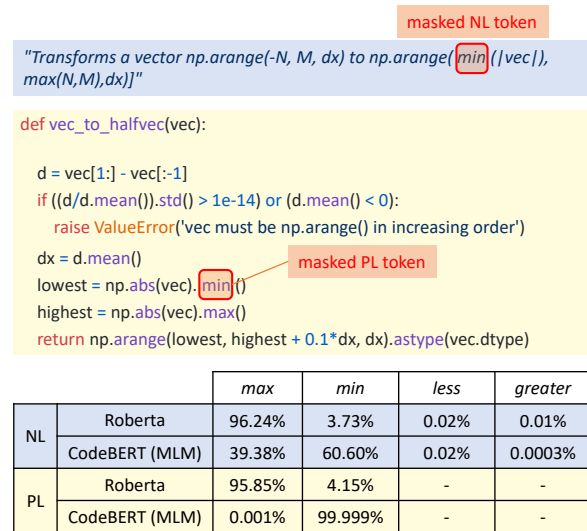 masked NL token
"Transforms a vector np.arange(-N, M, dx) to np.arange( min (|vec|),
max(N,M),dx)]"
def vec_to_halfvec(vec):
d = vec[1:] - vec[:-1]
if ((d/d.mean()).std() > 1e-14) or (d.mean() < 0):
raise ValueError('vec must be np.arange() in increasing order')
dx = d.mean()
masked PL token
lowest = np.abs(vec).min()
highest = np.abs(vec).max()
return np.arange(lowest, highest + 0.1*dx, dx).astype(vec.dtype)
max min less greater
NL Roberta 96.24% 3.73% 0.02% 0.01%
CodeBERT (MLM) 39.38% 60.60% 0.02% 0.0003%
PL Roberta 95.85% 4.15% - -
CodeBERT (MLM) 0.001% 99.999% - -